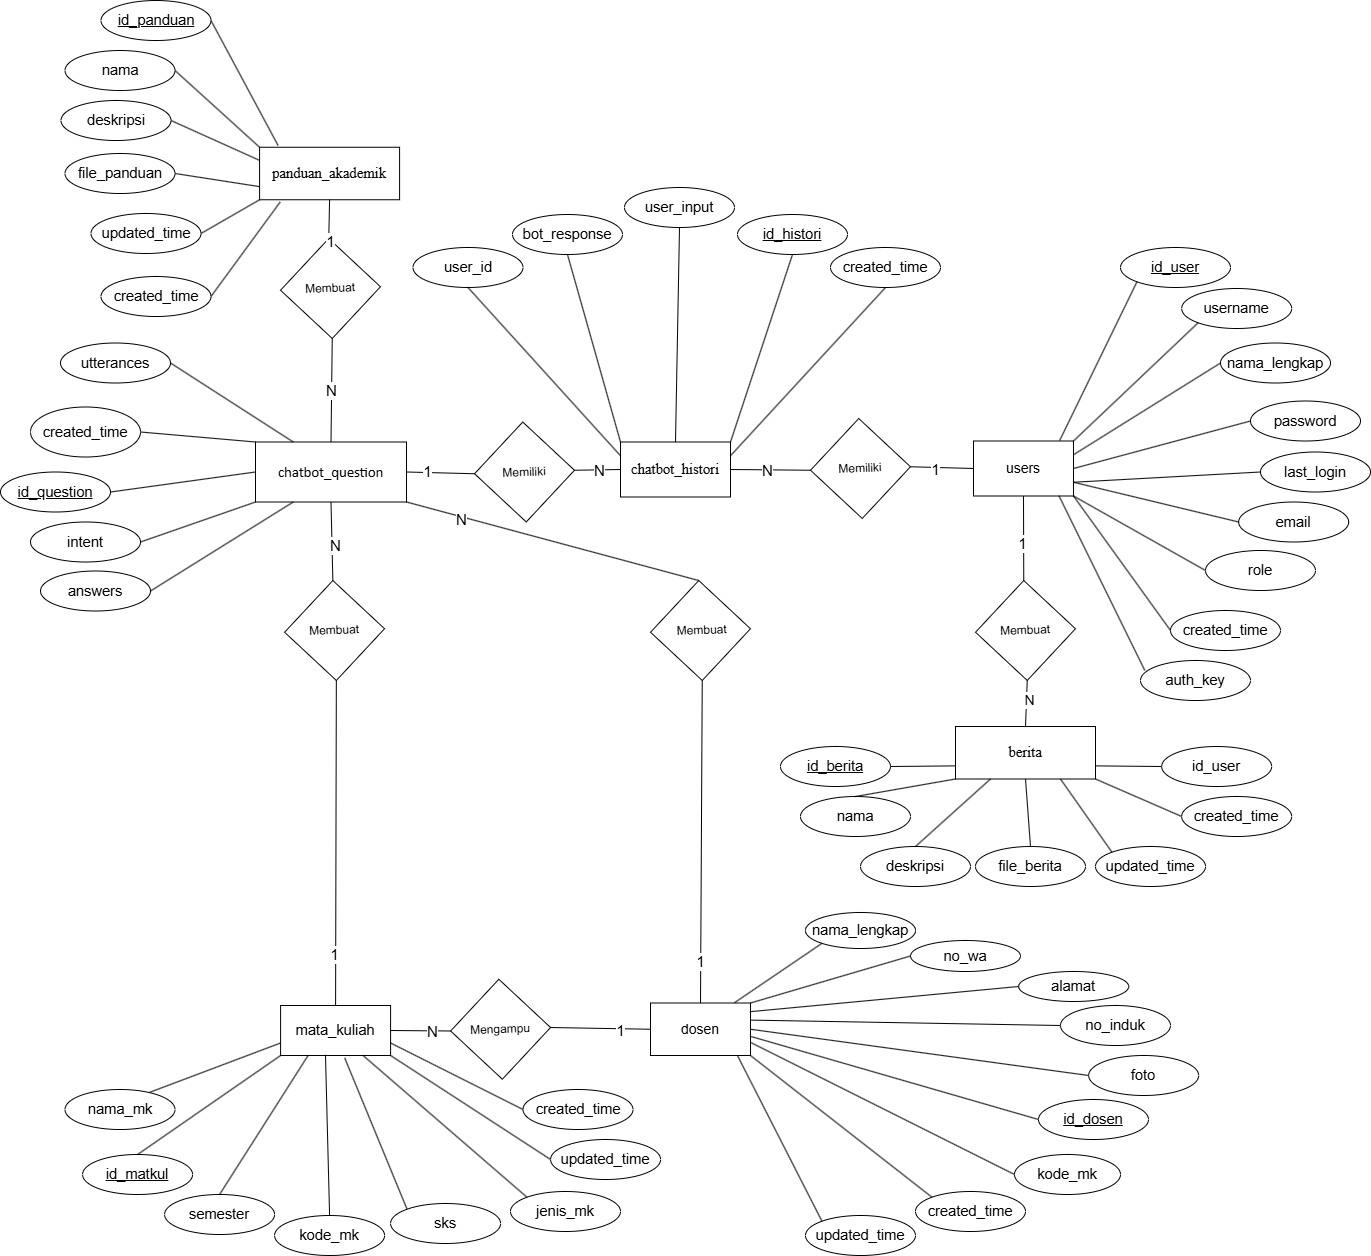 id_panduan
nama
deskripsi
file_panduan
updated_time
created_time
panduan_akademik
1
Membuat
N
user_id
bot_response
user_input
id_histori
created_time
id_user
username
nama_lengkap
password
last_login
email
role
created_time
auth_key
utterances
created_time
id_question
intent
answers
chatbot_question
1
Memiliki
N
chatbot_histori
N
Memiliki
1
users
N
N
1
Membuat
Membuat
Membuat
N
berita
id_berita
nama
deskripsi
file_berita
updated_time
created_time
id_user
1
1
mata_kuliah
N
Mengampu
1
dosen
nama_lengkap
no_wa
alamat
no_induk
foto
id_dosen
kode_mk
created_time
updated_time
nama_mk
id_matkul
semester
kode_mk
sks
jenis_mk
updated_time
created_time